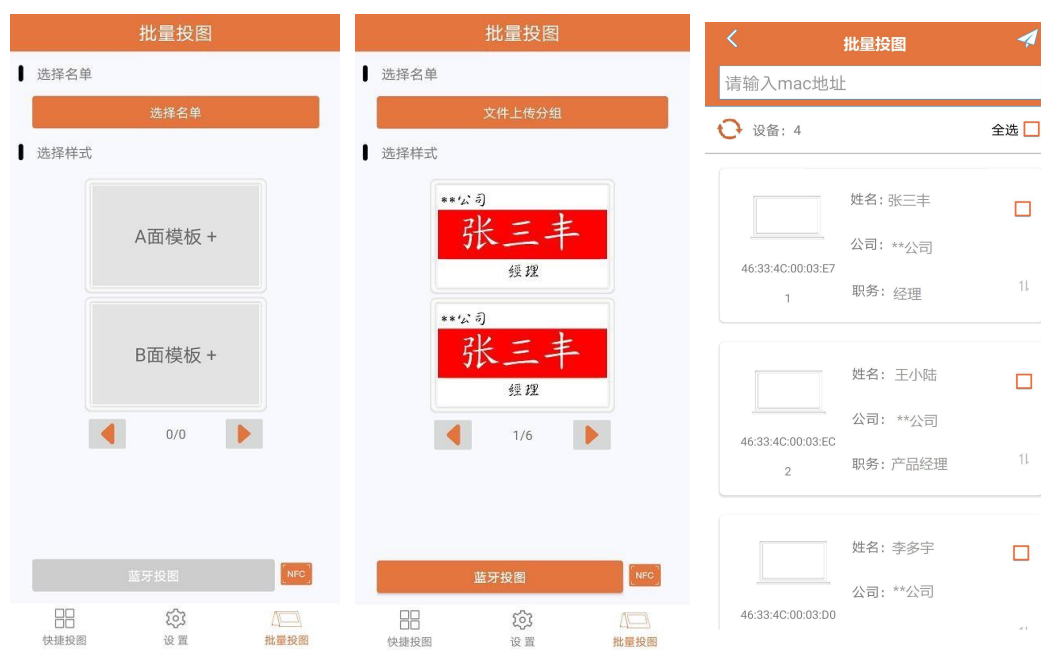 批量投图
选择名单
选择名单
选择样式
A面模板 +
B面模板 +
0/0
蓝牙投图
NFC
快捷投图
设置
批量投图
批量投图
选择名单
文件上传分组
选择样式
**公司
张三丰
经理
**公司
张三丰
经理
1/6
蓝牙投图
NFC
快捷投图
设置
批量投图
批量投图
请输入mac地址
设备: 4
全选
姓名: 张三丰
公司: **公司
46:33:4C:00:03:E7
职务: 经理
1
姓名: 王小陆
公司: **公司
46:33:4C:00:03:EC
职务: 产品经理
2
姓名: 李多宇
公司: **公司
46:33:4C:00:03:D0